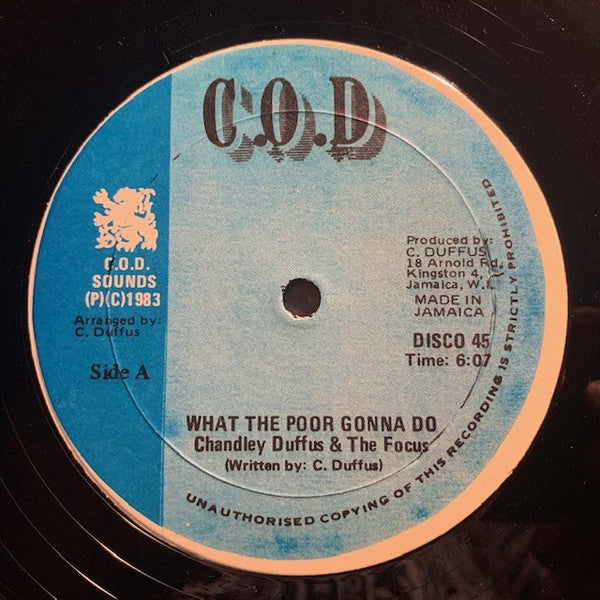 C.O.D
C.O.D.
SOUNDS
(P)(C)1983
Arranged by:
C. Duffus
Side A
Produced by:
C. DUFFUS
18 Arnold Rd.
Kingston 4,
Jamaica, W.I.
MADE IN
JAMAICA
DISCO 45
Time: 6:07
WHAT THE POOR GONNA DO
Chandley Duffus & The Focus
(Written by: C. Duffus)
UNAUTHORISED COPYING OF THIS RECORDING IS STRICTLY PROHIBITED